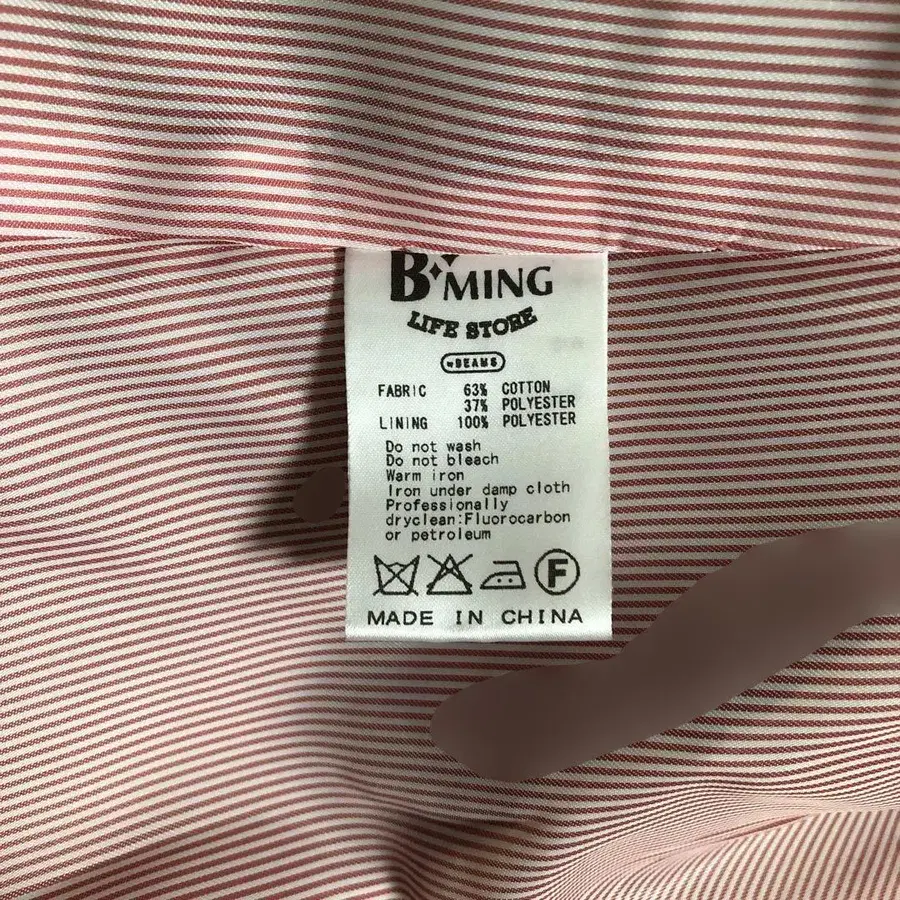 B MING
LIFE STORE
BEAMS
FABRIC 63% COTTON
37% POLYESTER
LINING 100% POLYESTER
Do not wash
Do not bleach
Warm iron
Iron under damp cloth
Professionally
dryclean:Fluorocarbon
or petroleum
F
MADE IN CHINA